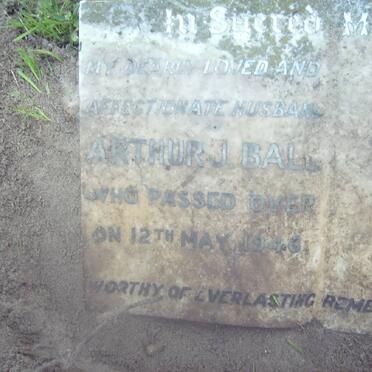 In Sacred M
MY DEARLY LOVED AND
AFFECTIONATE HUSBAND
ARTHUR J. BALL
WHO PASSED OVER
ON 12TH MAY 1946.
WORTHY OF EVERLASTING REME